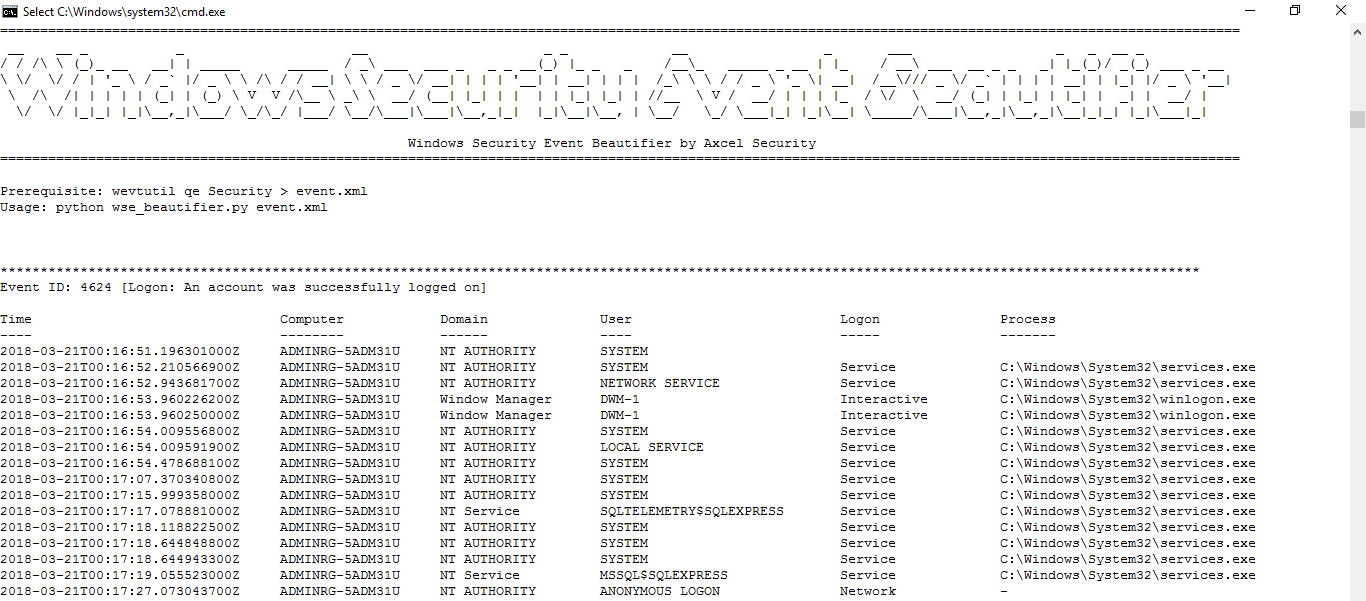 Select C:\Windows\system32\cmd.exe
Windows Security Event Beautifier
Windows Security Event Beautifier by Axcel Security
Prerequisite: wevtutil qe Security > event.xml
Usage: python wse_beautifier.py event.xml
Event ID: 4624 [Logon: An account was successfully logged on]
Time Computer Domain User Logon Process
2018-03-21T00:16:51.196301000Z ADMINRG-5ADM31U NT AUTHORITY SYSTEM
2018-03-21T00:16:52.210566900Z ADMINRG-5ADM31U NT AUTHORITY SYSTEM Service C:\Windows\System32\services.exe
2018-03-21T00:16:52.943681700Z ADMINRG-5ADM31U NT AUTHORITY NETWORK SERVICE Service C:\Windows\System32\services.exe
2018-03-21T00:16:53.960226200Z ADMINRG-5ADM31U Window Manager DWM-1 Interactive C:\Windows\System32\winlogon.exe
2018-03-21T00:16:53.960250000Z ADMINRG-5ADM31U Window Manager DWM-1 Interactive C:\Windows\System32\winlogon.exe
2018-03-21T00:16:54.009556800Z ADMINRG-5ADM31U NT AUTHORITY SYSTEM Service C:\Windows\System32\services.exe
2018-03-21T00:16:54.009591900Z ADMINRG-5ADM31U NT AUTHORITY LOCAL SERVICE Service C:\Windows\System32\services.exe
2018-03-21T00:16:54.478688100Z ADMINRG-5ADM31U NT AUTHORITY SYSTEM Service C:\Windows\System32\services.exe
2018-03-21T00:17:07.370340800Z ADMINRG-5ADM31U NT AUTHORITY SYSTEM Service C:\Windows\System32\services.exe
2018-03-21T00:17:15.999358000Z ADMINRG-5ADM31U NT AUTHORITY SYSTEM Service C:\Windows\System32\services.exe
2018-03-21T00:17:17.078881000Z ADMINRG-5ADM31U NT Service SQLTELEMETRY$SQLEXPRESS Service C:\Windows\System32\services.exe
2018-03-21T00:17:18.118822500Z ADMINRG-5ADM31U NT AUTHORITY SYSTEM Service C:\Windows\System32\services.exe
2018-03-21T00:17:18.644848800Z ADMINRG-5ADM31U NT AUTHORITY SYSTEM Service C:\Windows\System32\services.exe
2018-03-21T00:17:18.644943300Z ADMINRG-5ADM31U NT AUTHORITY SYSTEM Service C:\Windows\System32\services.exe
2018-03-21T00:17:19.055523000Z ADMINRG-5ADM31U NT Service MSSQL$SQLEXPRESS Service C:\Windows\System32\services.exe
2018-03-21T00:17:27.073043700Z ADMINRG-5ADM31U NT AUTHORITY ANONYMOUS LOGON Network -